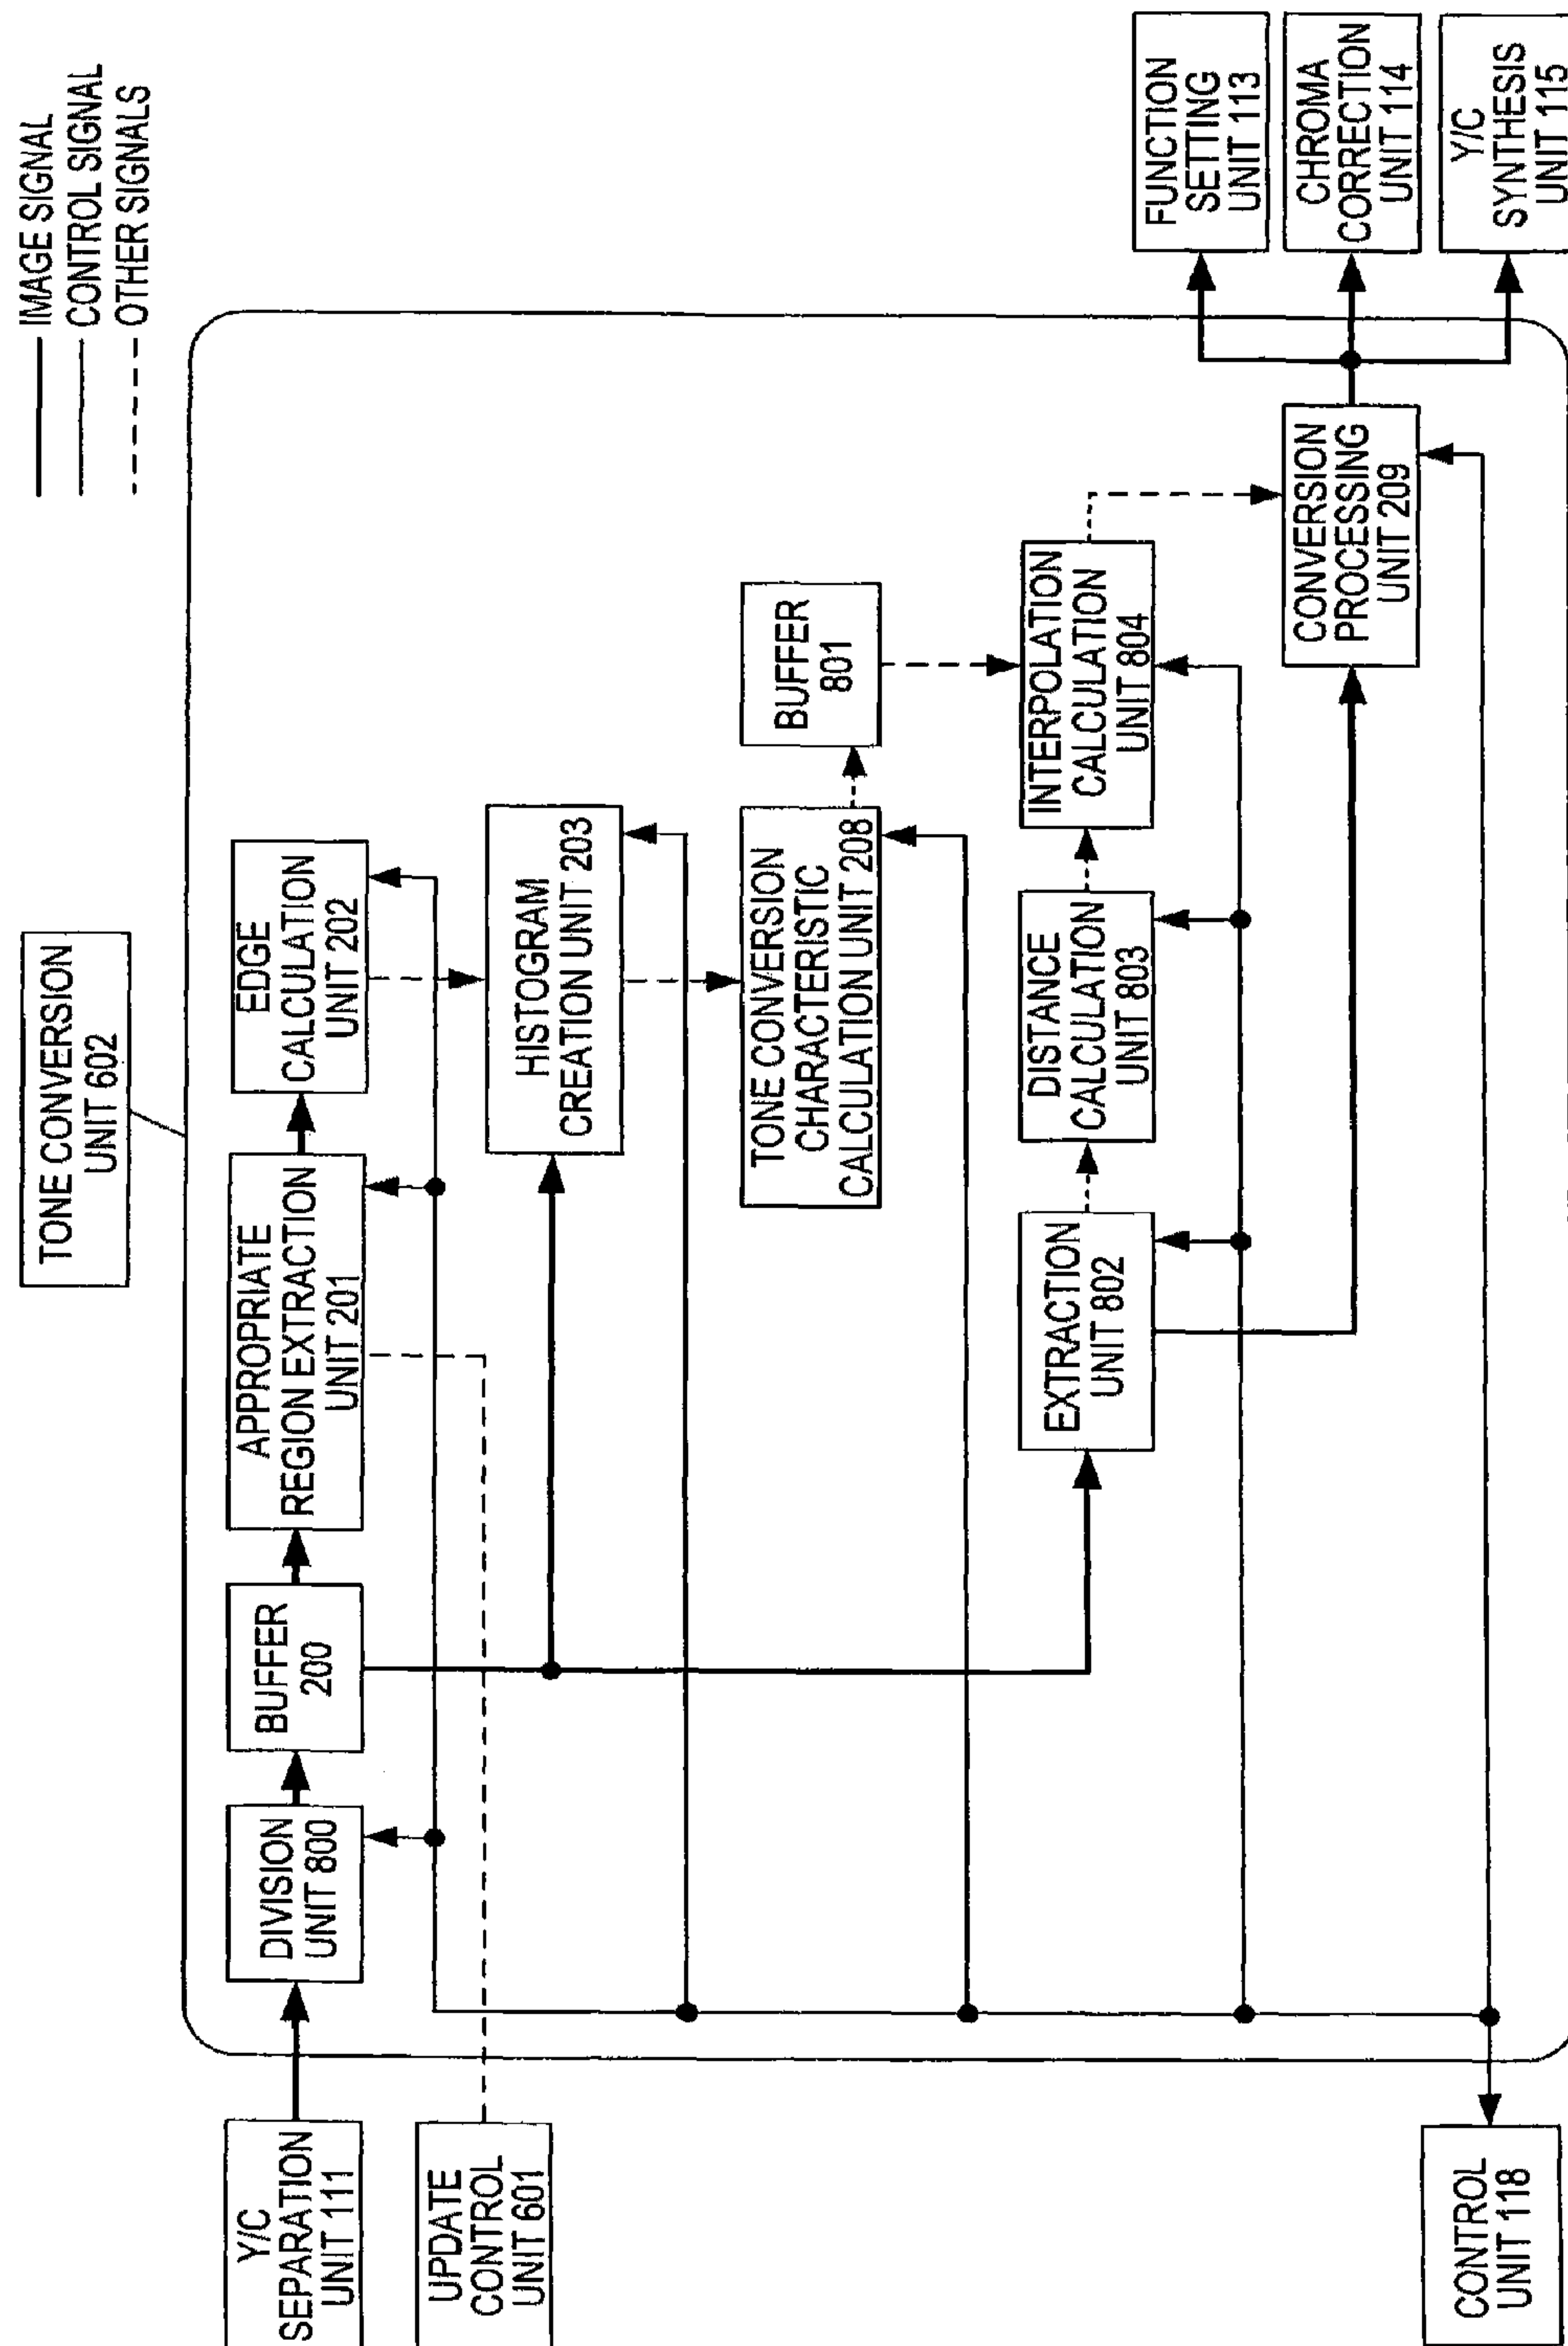 IMAGE SIGNAL
CONTROL SIGNAL
OTHER SIGNALS
TONE CONVERSION
UNIT 602
Y/C
SEPARATION
UNIT 111
DIVISION
UNIT 800
BUFFER
200
APPROPRIATE
REGION EXTRACTION
UNIT 201
EDGE
CALCULATION
UNIT 202
UPDATE
CONTROL
UNIT 601
HISTOGRAM
CREATION UNIT 203
TONE CONVERSION
CHARACTERISTIC
CALCULATION UNIT 208
BUFFER
801
EXTRACTION
UNIT 802
DISTANCE
CALCULATION
UNIT 803
INTERPOLATION
CALCULATION
UNIT 804
CONVERSION
PROCESSING
UNIT 209
FUNCTION
SETTING
UNIT 113
CHROMA
CORRECTION
UNIT 114
Y/C
SYNTHESIS
UNIT 115
CONTROL
UNIT 118